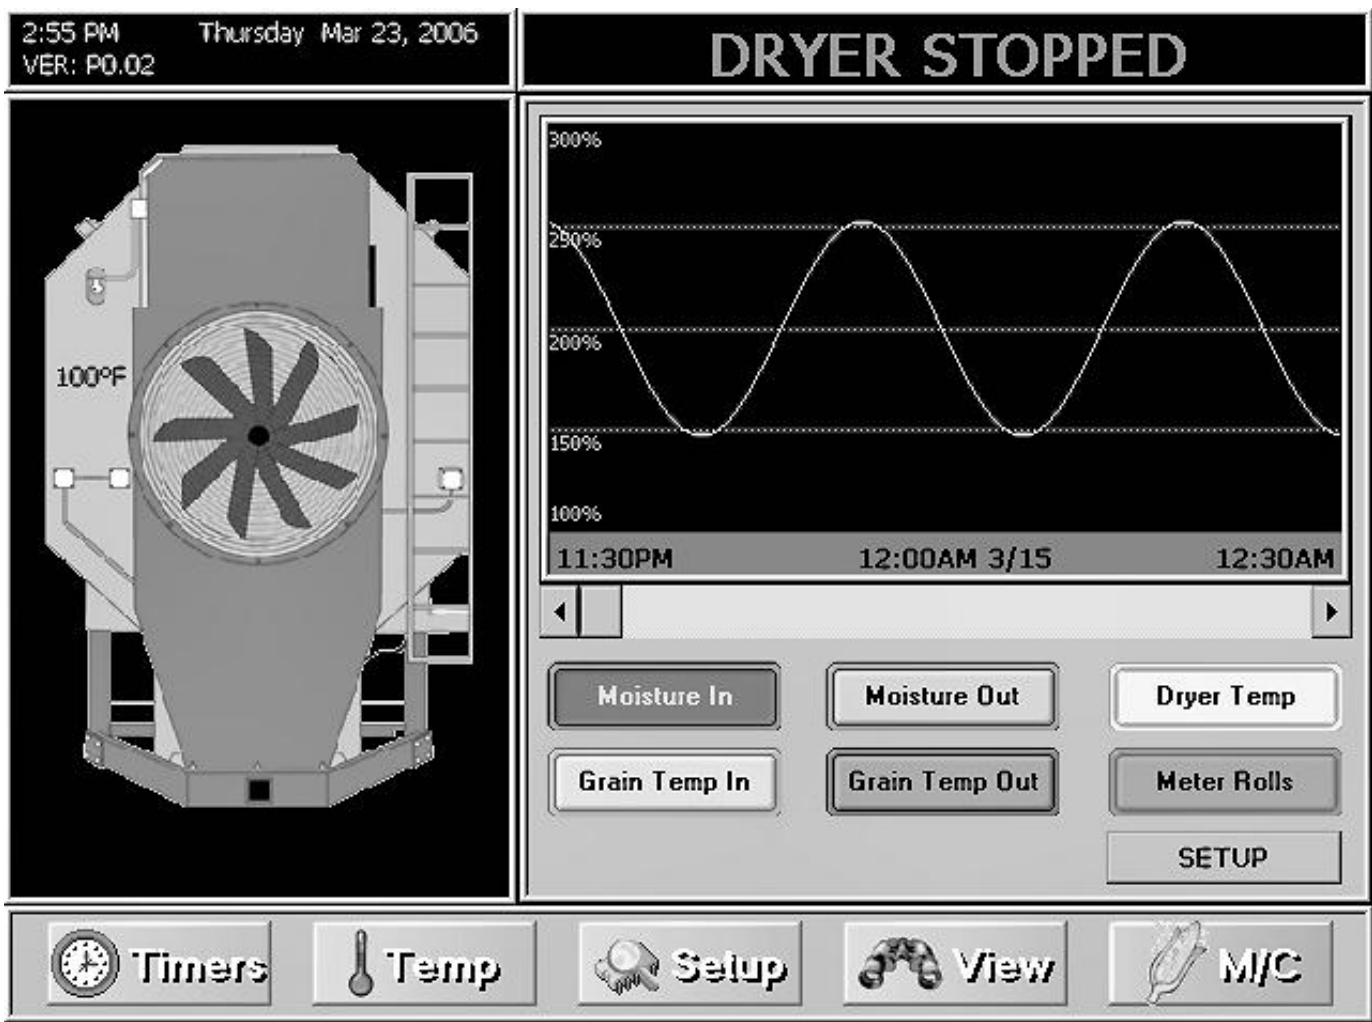 2:55 PM Thursday Mar 23, 2006
VER: P0.02
DRYER STOPPED
100ºF
300%
250%
200%
150%
100%
11:30PM 12:00AM 3/15 12:30AM
Moisture In Moisture Out Dryer Temp
Grain Temp In Grain Temp Out Meter Rolls
SETUP
Timers Temp Setup View M/C